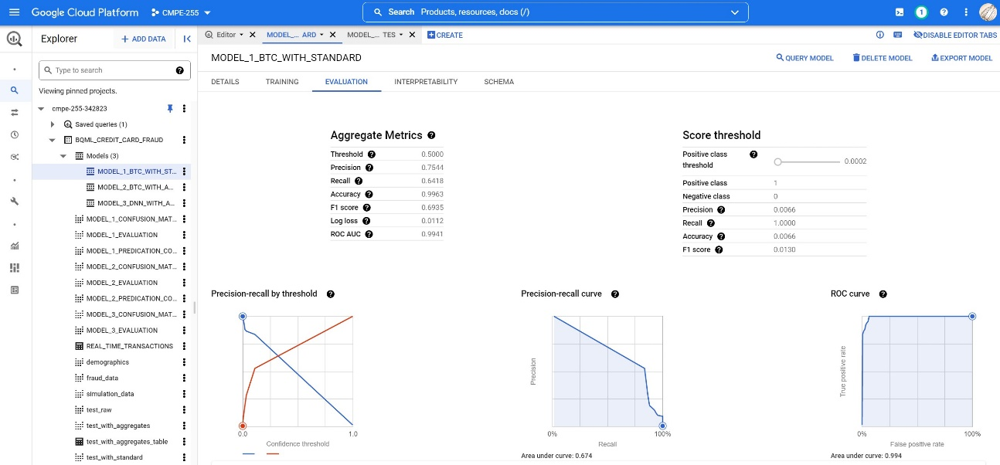 Google Cloud Platform
CMPE-255
Search Products, resources, docs (/)
1
Explorer
+ ADD DATA
Editor
MODEL_... ARD
MODEL_... TES
CREATE
DISABLE EDITOR TABS
Type to search
Viewing pinned projects.
cmpe-255-342823
Saved queries (1)
BQML_CREDIT_CARD_FRAUD
Models (3)
MODEL_1_BTC_WITH_ST...
MODEL_2_BTC_WITH_A...
MODEL_3_DNN_WITH_A...
MODEL_1_CONFUSION_MAT...
MODEL_1_EVALUATION
MODEL_1_PREDICATION_CO...
MODEL_2_CONFUSION_MAT...
MODEL_2_EVALUATION
MODEL_2_PREDICATION_CO...
MODEL_3_CONFUSION_MAT...
MODEL_3_EVALUATION
REAL_TIME_TRANSACTIONS
demographics
fraud_data
simulation_data
test_raw
test_with_aggregates
test_with_aggregates_table
test_with_standard
MODEL_1_BTC_WITH_STANDARD
QUERY MODEL
DELETE MODEL
EXPORT MODEL
DETAILS
TRAINING
EVALUATION
INTERPRETABILITY
SCHEMA
Aggregate Metrics
Threshold 0.5000
Precision 0.7544
Recall 0.6418
Accuracy 0.9963
F1 score 0.6935
Log loss 0.0112
ROC AUC 0.9941
Score threshold
Positive class
threshold
0.0002
Positive class 1
Negative class 0
Precision 0.0066
Recall 1.0000
Accuracy 0.0066
F1 score 0.0130
Precision-recall by threshold
0.0
1.0
Confidence threshold
Precision-recall curve
Precision
0%
100%
Recall
Area under curve: 0.674
ROC curve
True positive rate
0%
100%
False positive rate
Area under curve: 0.994